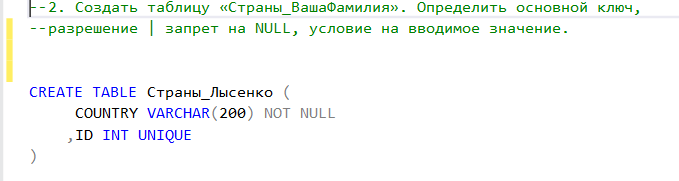 --2. Создать таблицу «Страны_ВашаФамилия». Определить основной ключ,
--разрешение | запрет на NULL, условие на вводимое значение.
CREATE TABLE Страны_Лысенко (
COUNTRY VARCHAR(200) NOT NULL
,ID INT UNIQUE
)